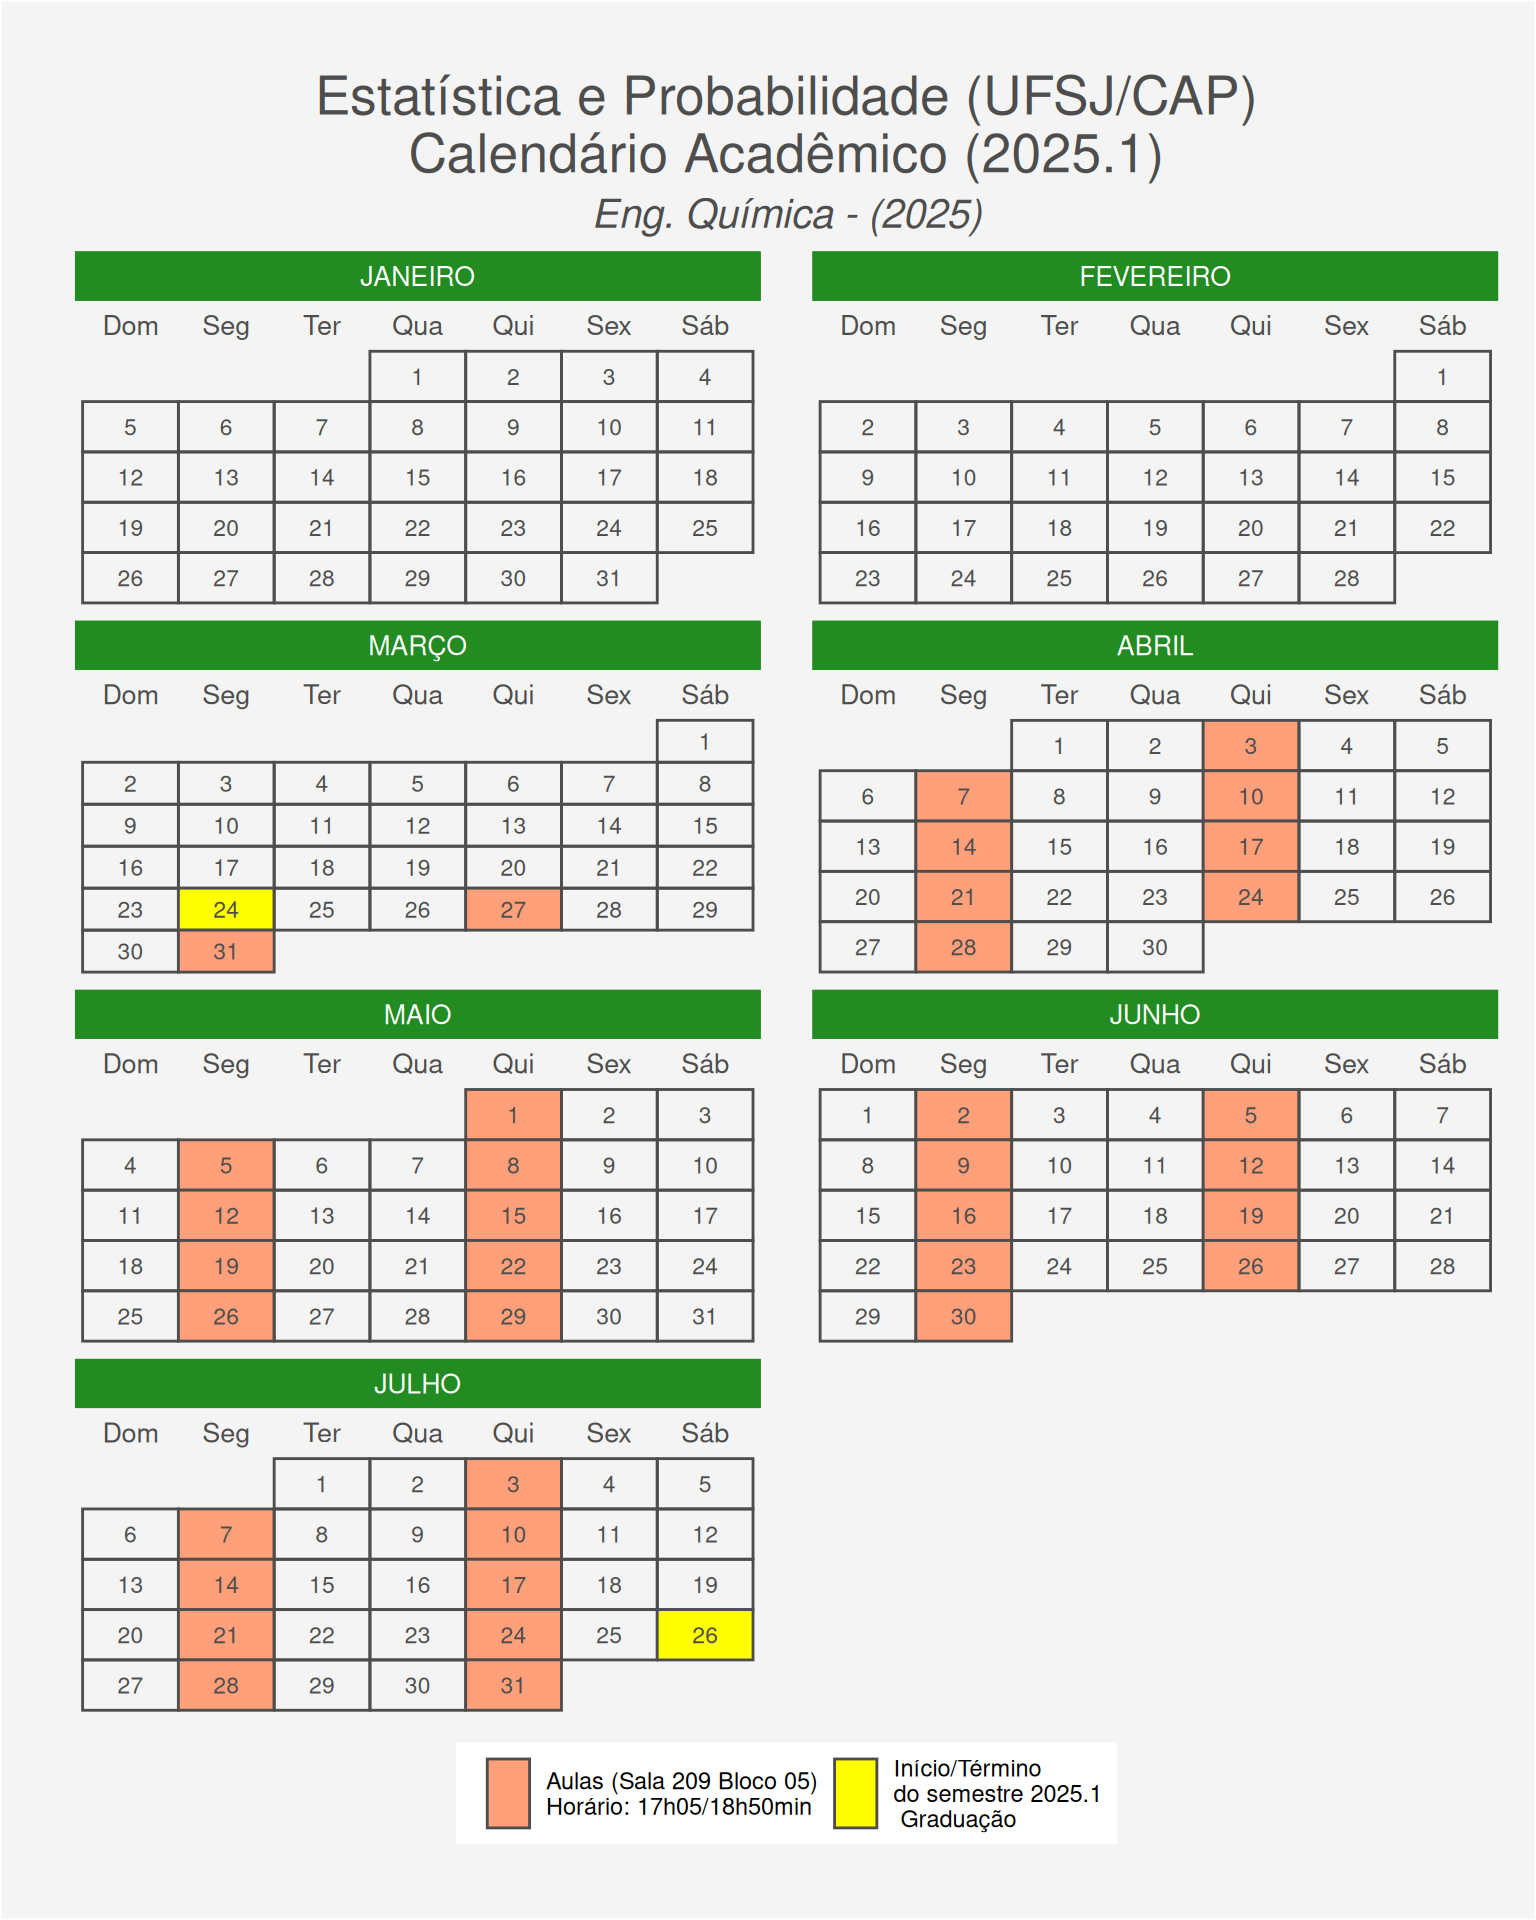 Estatística e Probabilidade (UFSJ/CAP)
Calendário Acadêmico (2025.1)
Eng. Química - (2025)
JANEIRO
Dom Seg Ter Qua Qui Sex Sáb
1 2 3 4
5 6 7 8 9 10 11
12 13 14 15 16 17 18
19 20 21 22 23 24 25
26 27 28 29 30 31
FEVEREIRO
Dom Seg Ter Qua Qui Sex Sáb
1
2 3 4 5 6 7 8
9 10 11 12 13 14 15
16 17 18 19 20 21 22
23 24 25 26 27 28
MARÇO
Dom Seg Ter Qua Qui Sex Sáb
1
2 3 4 5 6 7 8
9 10 11 12 13 14 15
16 17 18 19 20 21 22
23 24 25 26 27 28 29
30 31
ABRIL
Dom Seg Ter Qua Qui Sex Sáb
1 2 3 4 5
6 7 8 9 10 11 12
13 14 15 16 17 18 19
20 21 22 23 24 25 26
27 28 29 30
MAIO
Dom Seg Ter Qua Qui Sex Sáb
1 2 3
4 5 6 7 8 9 10
11 12 13 14 15 16 17
18 19 20 21 22 23 24
25 26 27 28 29 30 31
JUNHO
Dom Seg Ter Qua Qui Sex Sáb
1 2 3 4 5 6 7
8 9 10 11 12 13 14
15 16 17 18 19 20 21
22 23 24 25 26 27 28
29 30
JULHO
Dom Seg Ter Qua Qui Sex Sáb
1 2 3 4 5
6 7 8 9 10 11 12
13 14 15 16 17 18 19
20 21 22 23 24 25 26
27 28 29 30 31
Aulas (Sala 209 Bloco 05)
Horário: 17h05/18h50min
Início/Término
do semestre 2025.1
Graduação